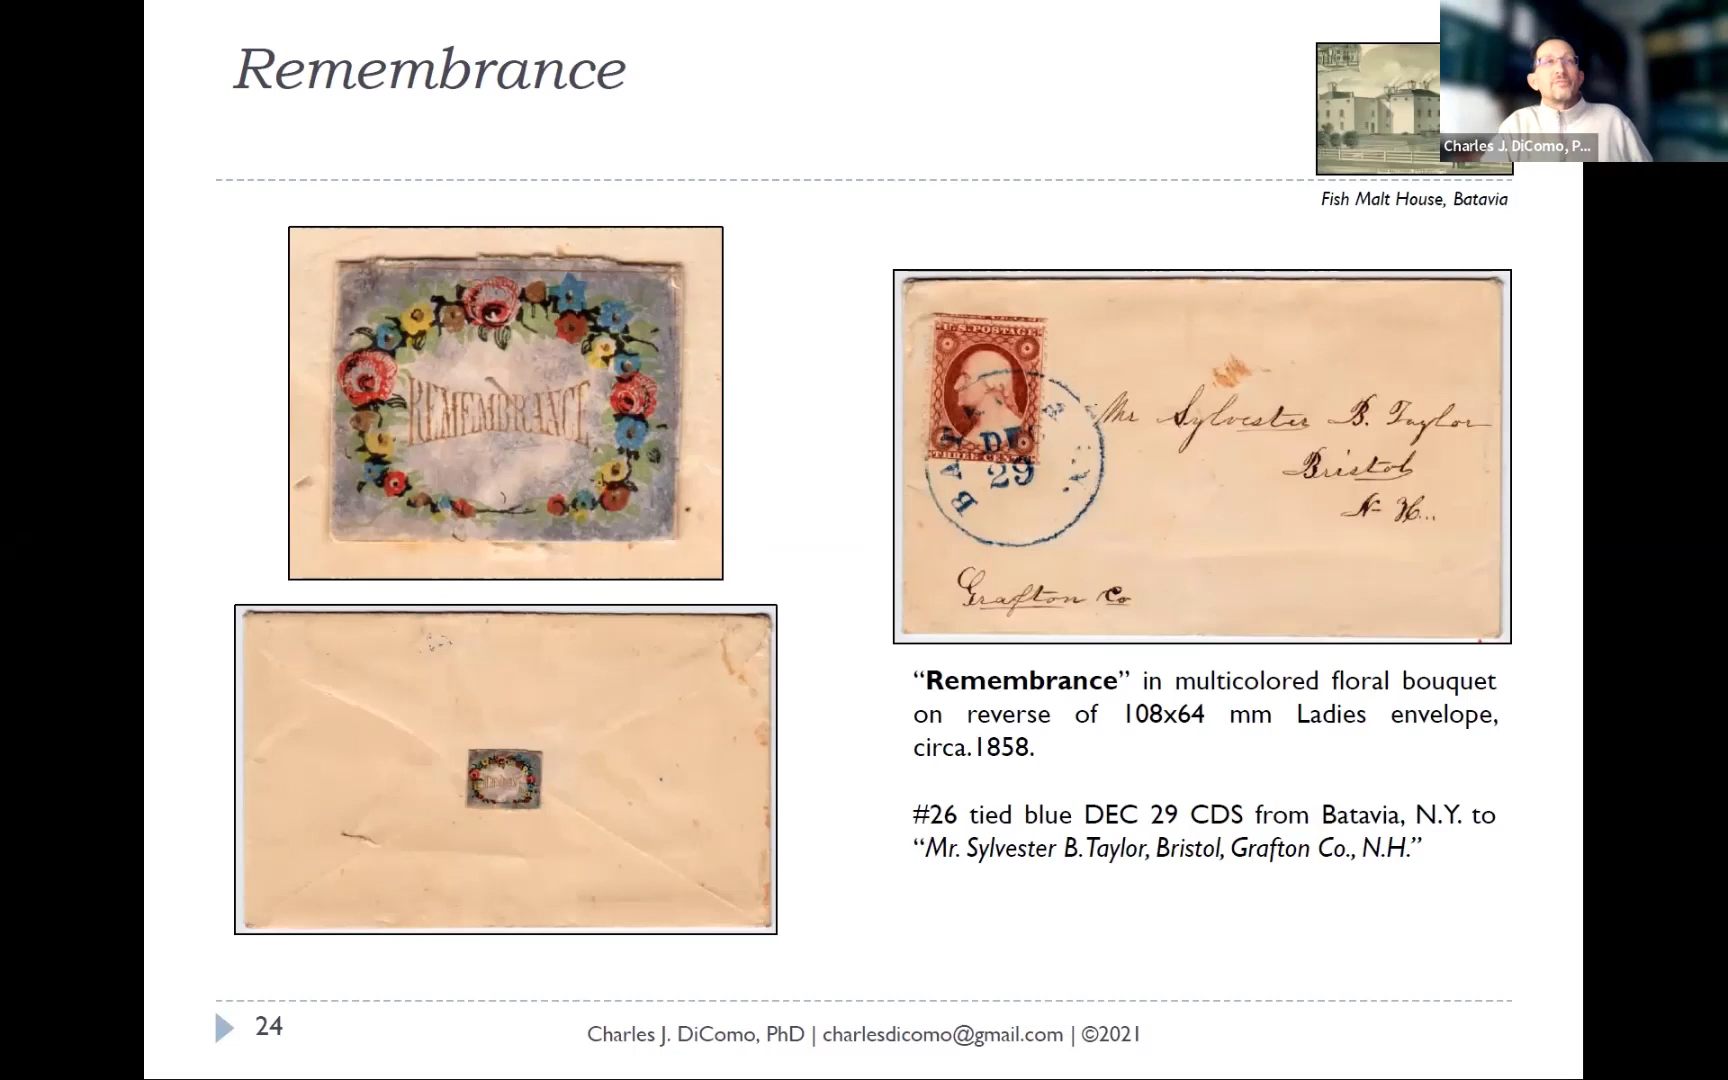 Remembrance
Charles J. DiComo, P...
Fish Malt House, Batavia
REMEMBRANCE
U.S. POSTAGE
THREE CENTS
BATAVIA
DEC
29
Mr Sylvester B. Taylor
Bristol
N- H...
Grafton Co
“Remembrance” in multicolored floral bouquet
on reverse of 108x64 mm Ladies envelope,
circa.1858.
#26 tied blue DEC 29 CDS from Batavia, N.Y. to
“Mr. Sylvester B. Taylor, Bristol, Grafton Co., N.H.”
24
Charles J. DiComo, PhD | charlesdicomo@gmail.com | ©2021